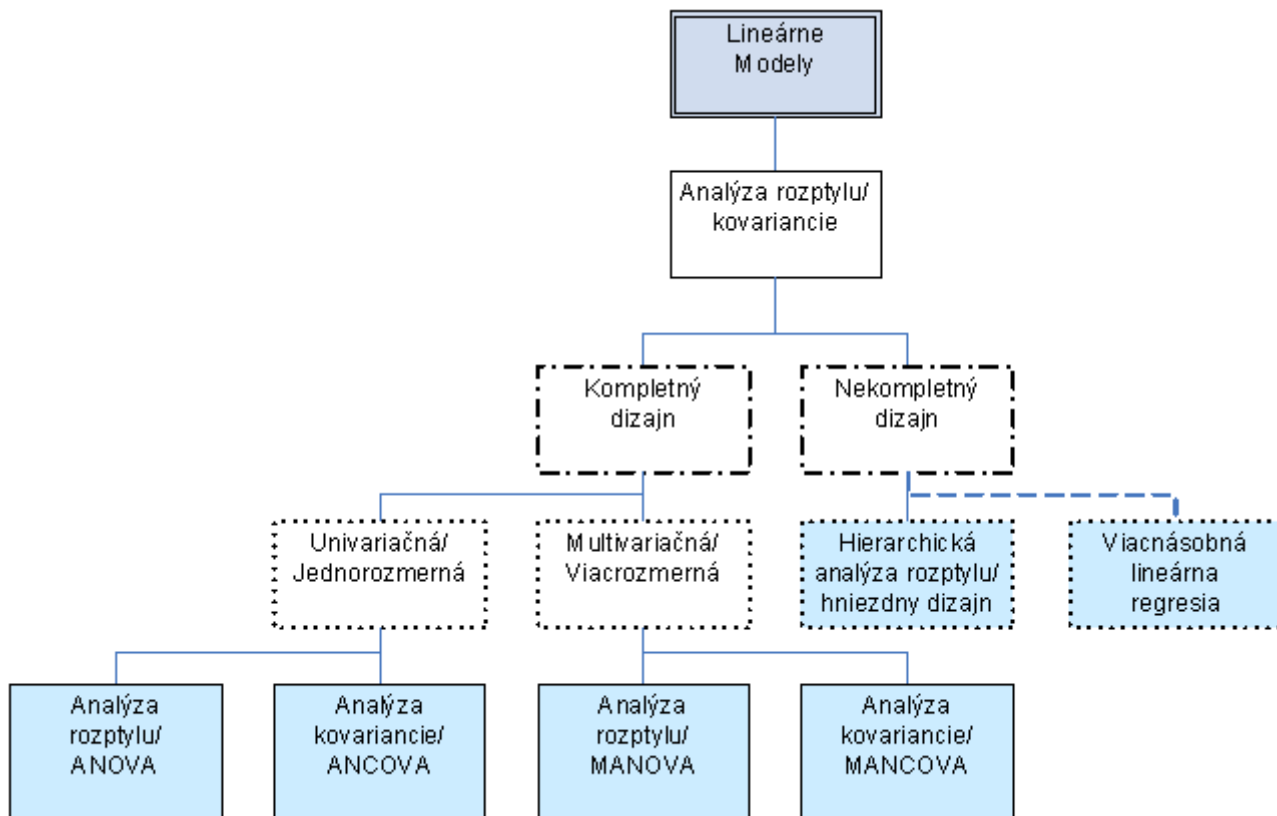 Lineárne
Modely
Analýza rozptylu/
kovariancie
Kompletný
dizajn
Nekompletný
dizajn
Univariačná/
Jednorozmerná
Multivariačná/
Viacrozmerná
Hierarchická
analýza rozptylu/
hniezdny dizajn
Viacnásobná
lineárna
regresia
Analýza
rozptylu/
ANOVA
Analýza
kovariancie/
ANCOVA
Analýza
rozptylu/
MANOVA
Analýza
kovariancie/
MANCOVA